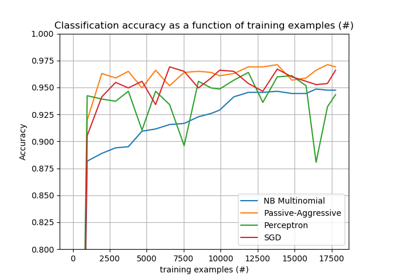 Classification accuracy as a function of training examples (#)
1.000
0.975
0.950
0.925
0.900
0.875
0.850
0.825
0.800
Accuracy
NB Multinomial
Passive-Aggressive
Perceptron
SGD
0 2500 5000 7500 10000 12500 15000 17500
training examples (#)